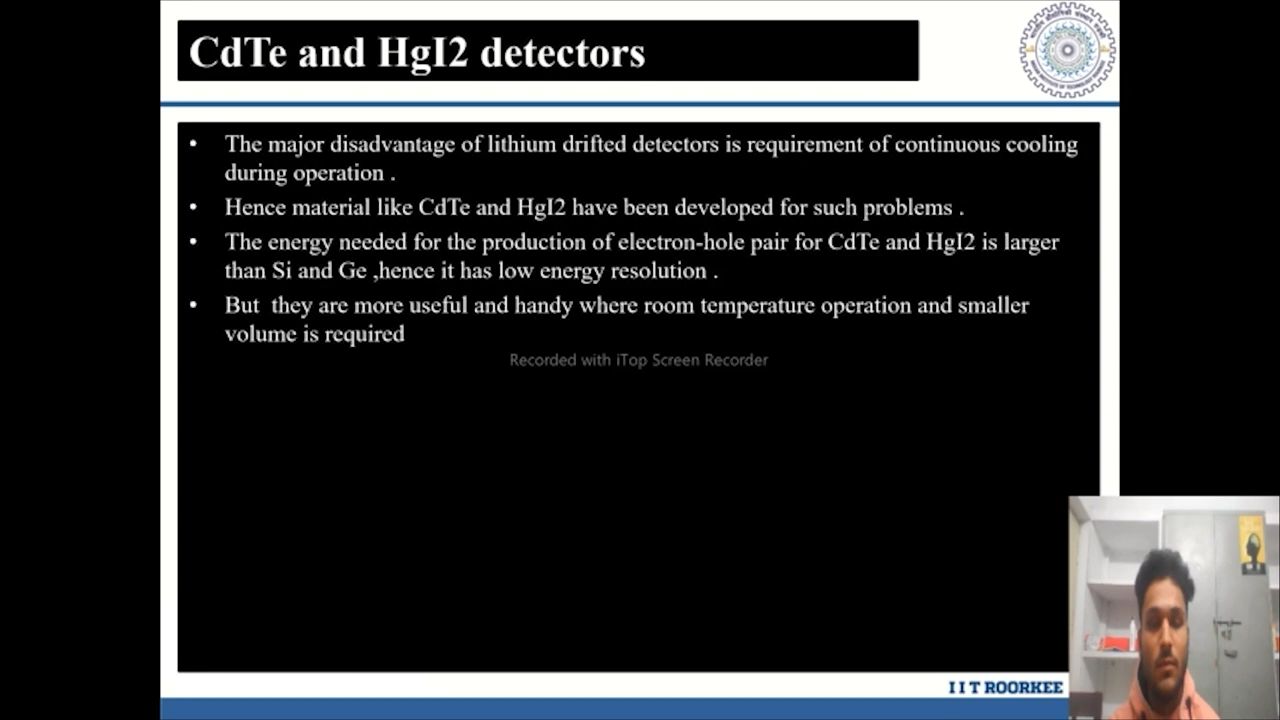 CdTe and HgI2 detectors
• The major disadvantage of lithium drifted detectors is requirement of continuous cooling
during operation .
• Hence material like CdTe and HgI2 have been developed for such problems .
• The energy needed for the production of electron-hole pair for CdTe and HgI2 is larger
than Si and Ge ,hence it has low energy resolution .
• But  they are more useful and handy where room temperature operation and smaller
volume is required
Recorded with iTop Screen Recorder
I I T ROORKEE